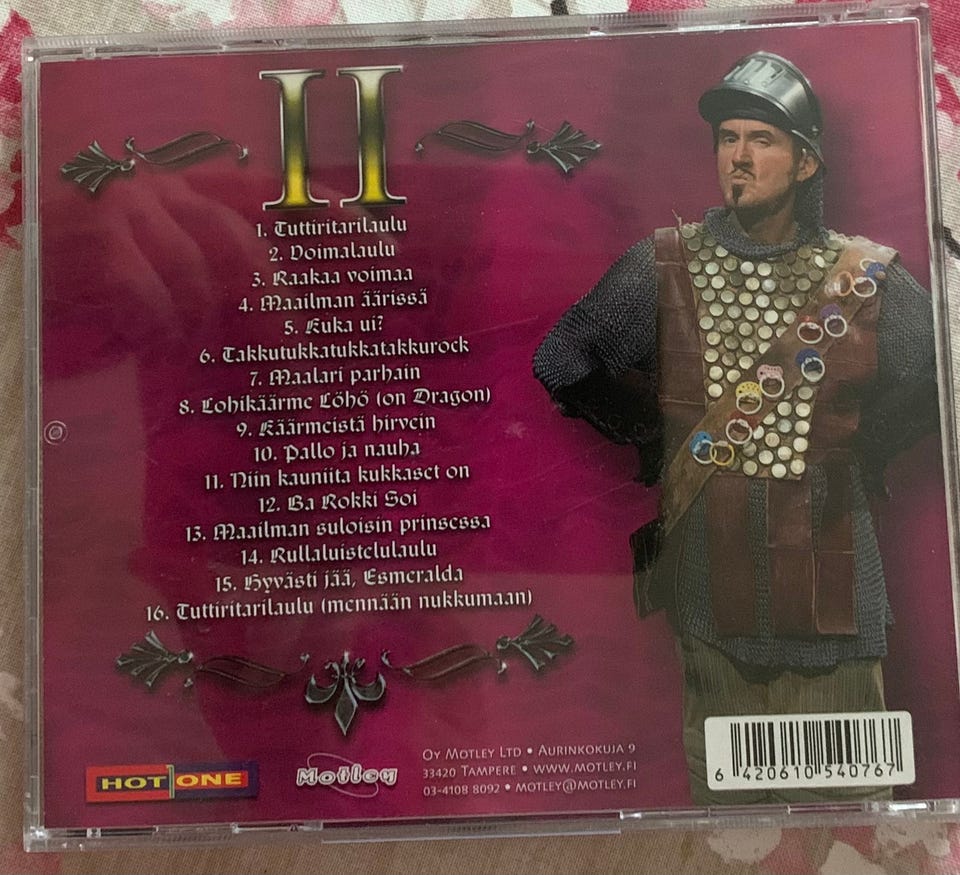 II
1. Tuttiritarilaulu
2. Voimalaulu
3. Raakaa voimaa
4. Maailman äärissä
5. Kuka ui?
6. Takkutukkatukkatakkurock
7. Maalari parhain
8. Lohikäärme Löhö (on Dragon)
9. Käärmeistä hirvein
10. Pallo ja nauha
11. Niin kauniita kukkaset on
12. Ba Rokki Soi
13. Maailman suloisin prinsessa
14. Rullaluistelulaulu
15. Hyvästi jää, Esmeralda
16. Tuttiritarilaulu (mennään nukkumaan)
HOT ONE
Motley
Oy Motley Ltd • Aurinkokuja 9
33420 Tampere • www.motley.fi
03-4108 8092 • motley@motley.fi
6 420610 540767